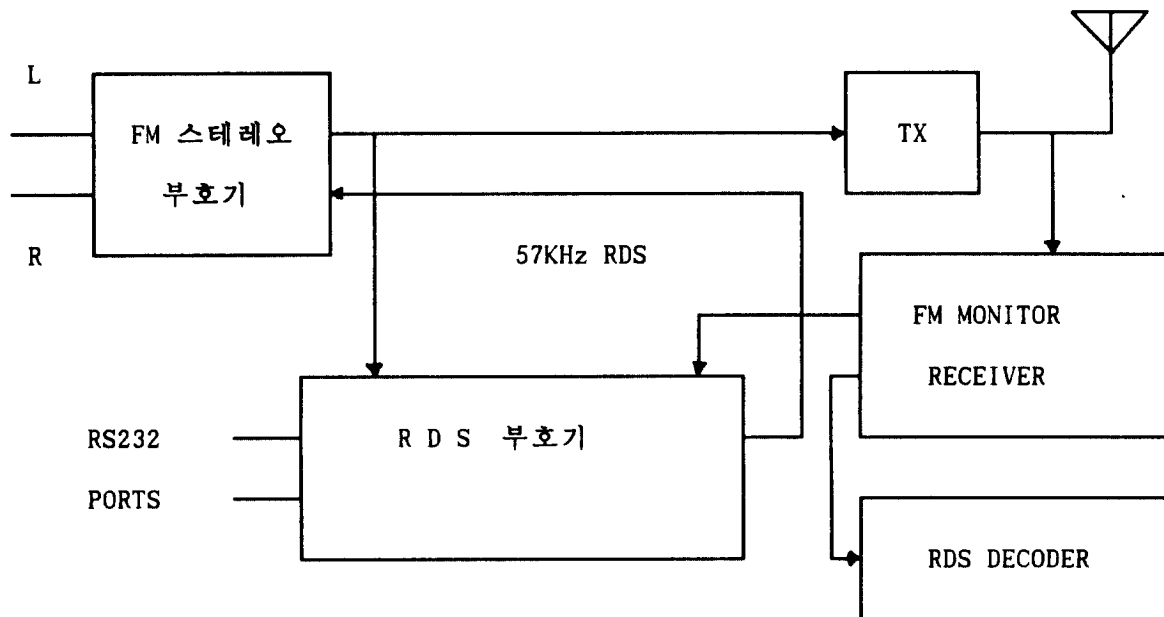 L
FM 스테레오
부호기
R
TX
57KHz RDS
FM MONITOR
RECEIVER
RS232
PORTS
R D S 부호기
RDS DECODER